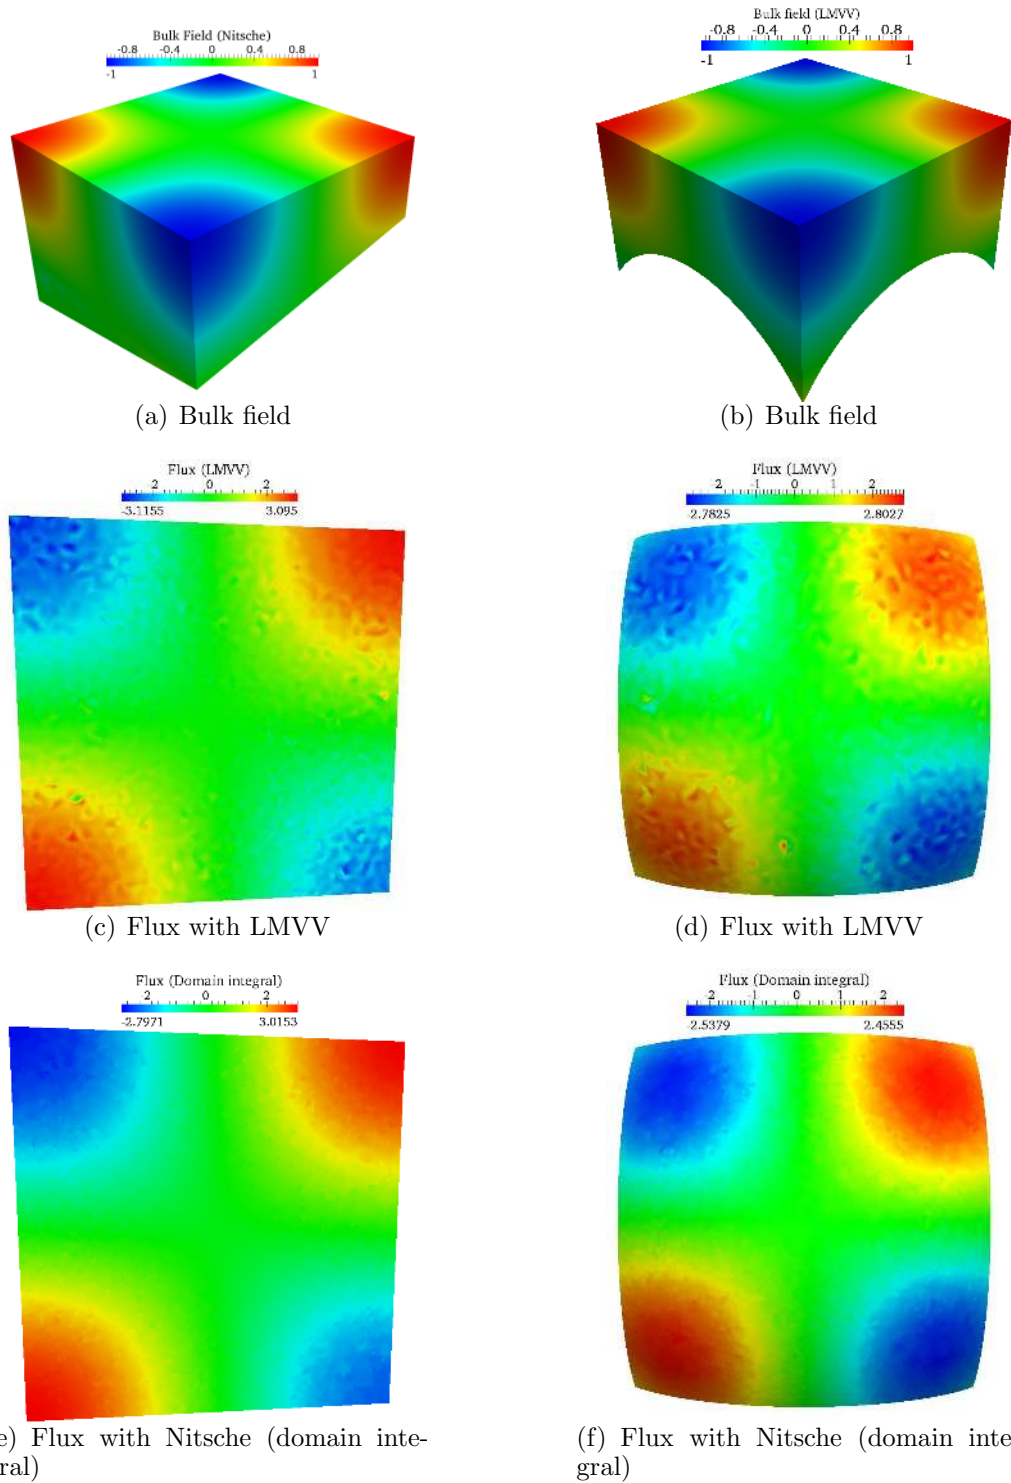 Bulk Field (Nitsche)
-0.8 -0.4 0 0.4 0.8
-1 1
Bulk field (LMVV)
-0.8 -0.4 0 0.4 0.8
-1 1
(a) Bulk field
(b) Bulk field
Flux (LMVV)
-2 0 2
-3.1155 3.095
Flux (LMVV)
-2 -1 0 1 2
-2.7825 2.8027
(c) Flux with LMVV
(d) Flux with LMVV
Flux (Domain integral)
-2 0 2
-2.7971 3.0153
Flux (Domain integral)
-2 -1 0 1 2
-2.5379 2.4555
e) Flux with Nitsche (domain inte-
ral)
(f) Flux with Nitsche (domain inte
gral)